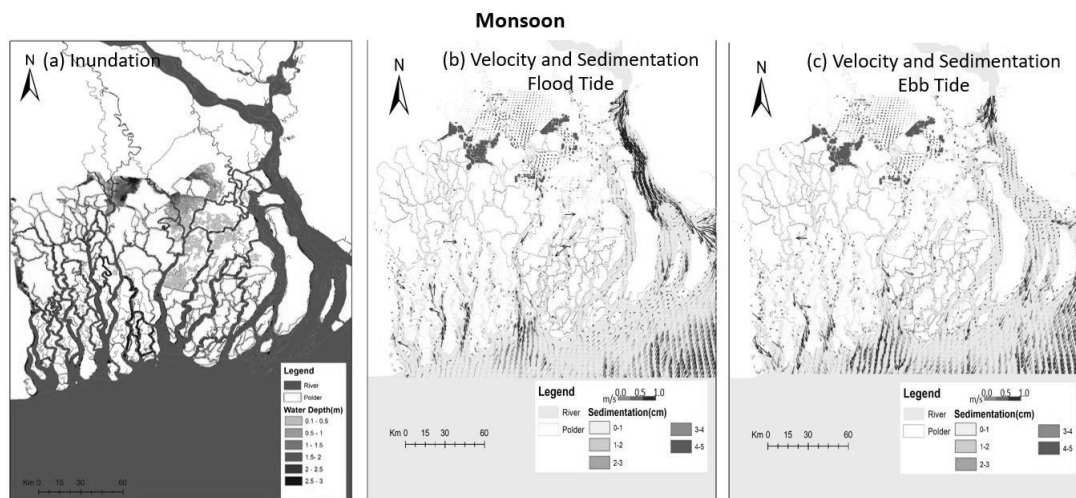 Monsoon
(a) Inundation
N
Legend
River
Polder
Water Depth(m)
0.1 - 0.5
0.5 - 1
1 - 1.5
1.5- 2
2 - 2.5
2.5 - 3
Km 0 15 30 60
(b) Velocity and Sedimentation
Flood Tide
N
Legend
0.0 0.5 1.0
m/s
River
Polder
Sedimentation(cm)
0-1
1-2
2-3
3-4
4-5
Km 0 15 30 60
(c) Velocity and Sedimentation
Ebb Tide
N
Legend
0.0 0.5 1.0
m/s
River
Polder
Sedimentation(cm)
0-1
1-2
2-3
3-4
4-5
Km 0 15 30 60